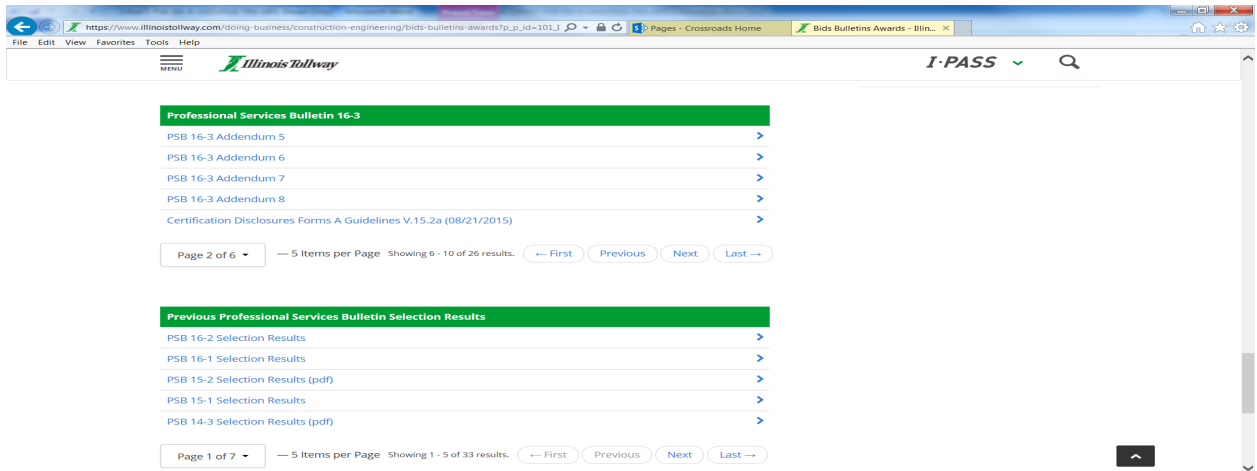 https://www.illinoistollway.com/doing-business/construction-engineering/bids-bulletins-awards?p_p_id=101_I
Pages - Crossroads Home
Bids Bulletins Awards - Illin...
File Edit View Favorites Tools Help
MENU
Illinois Tollway
I·PASS
Professional Services Bulletin 16-3
PSB 16-3 Addendum 5
PSB 16-3 Addendum 6
PSB 16-3 Addendum 7
PSB 16-3 Addendum 8
Certification Disclosures Forms A Guidelines V.15.2a (08/21/2015)
Page 2 of 6 — 5 Items per Page Showing 6 - 10 of 26 results. ← First Previous Next Last →
Previous Professional Services Bulletin Selection Results
PSB 16-2 Selection Results
PSB 16-1 Selection Results
PSB 15-2 Selection Results (pdf)
PSB 15-1 Selection Results
PSB 14-3 Selection Results (pdf)
Page 1 of 7 — 5 Items per Page Showing 1 - 5 of 33 results. ← First Previous Next Last →